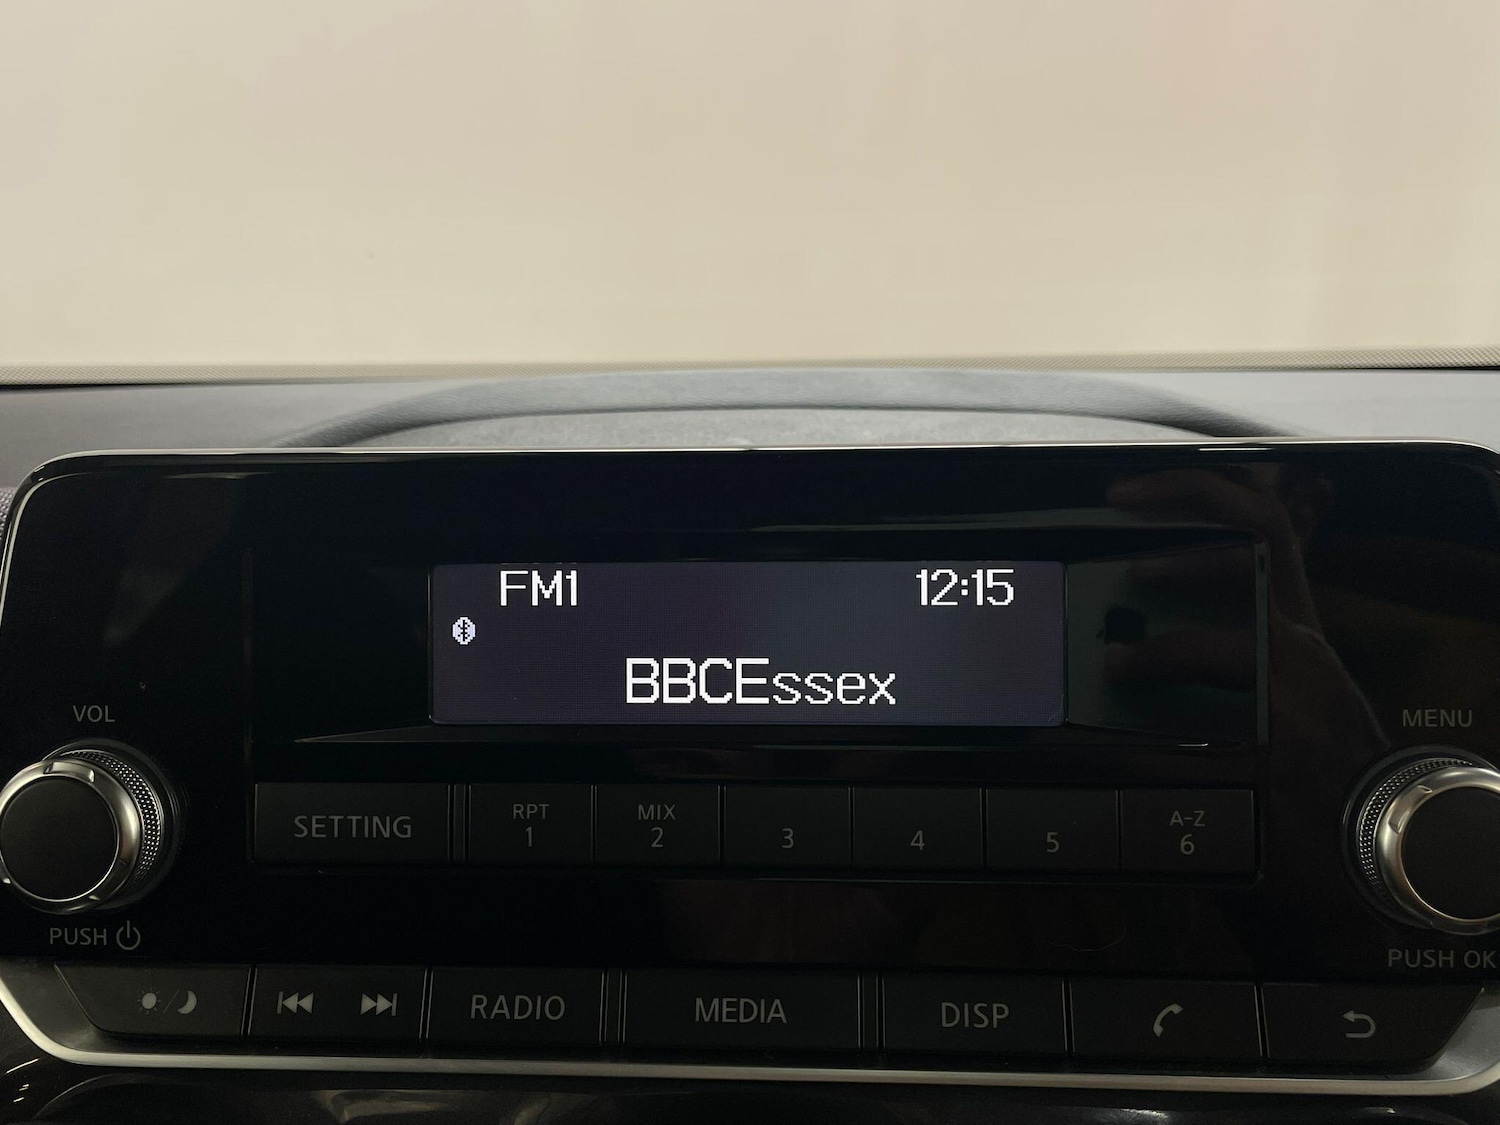 FM1 12:15
BBCEssex
VOL
MENU
SETTING
RPT
1
MIX
2
3
4
5
A-Z
6
PUSH
PUSH OK
RADIO
MEDIA
DISP